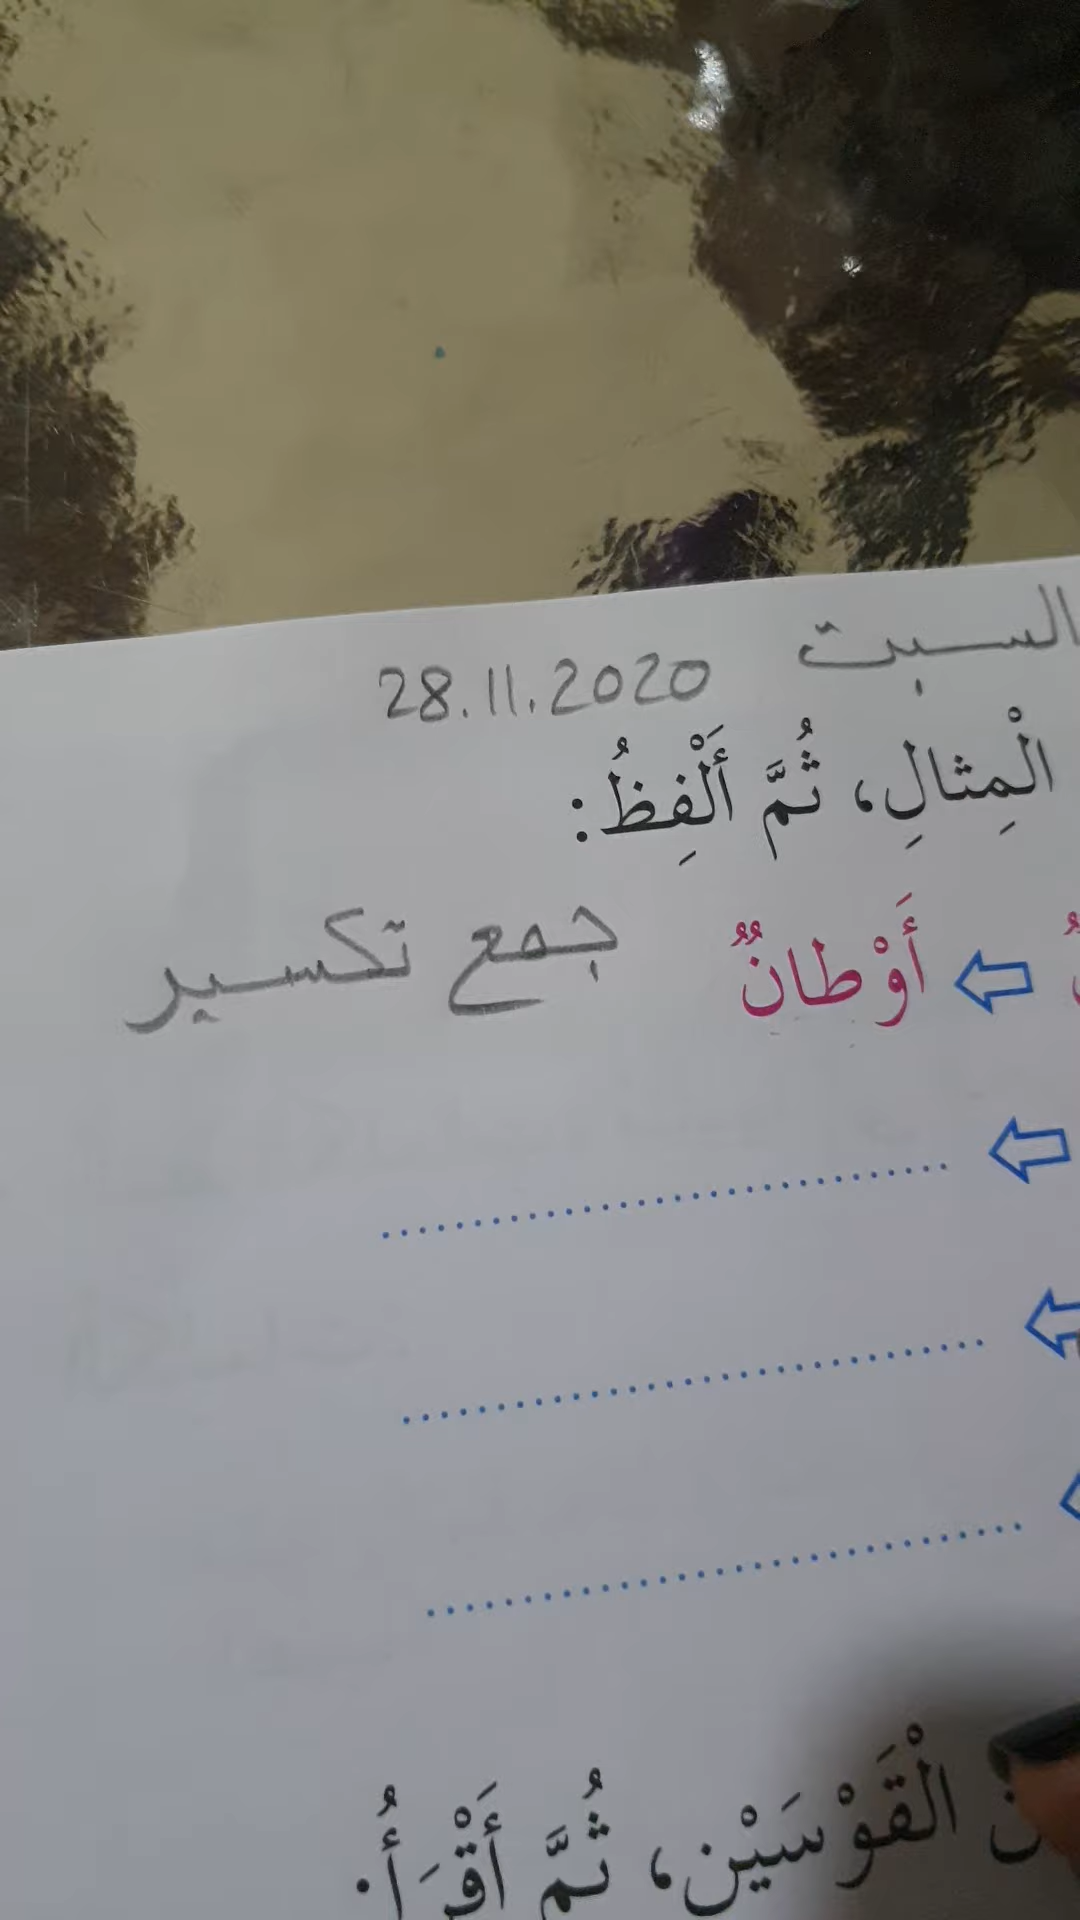 السبت 28.11.2020
الْمِثالِ، ثُمَّ أَلْفِظُ:
أَوْطانٌ جمع تكسير
الْقَوْسَيْنِ، ثُمَّ أَقْرَأُ.